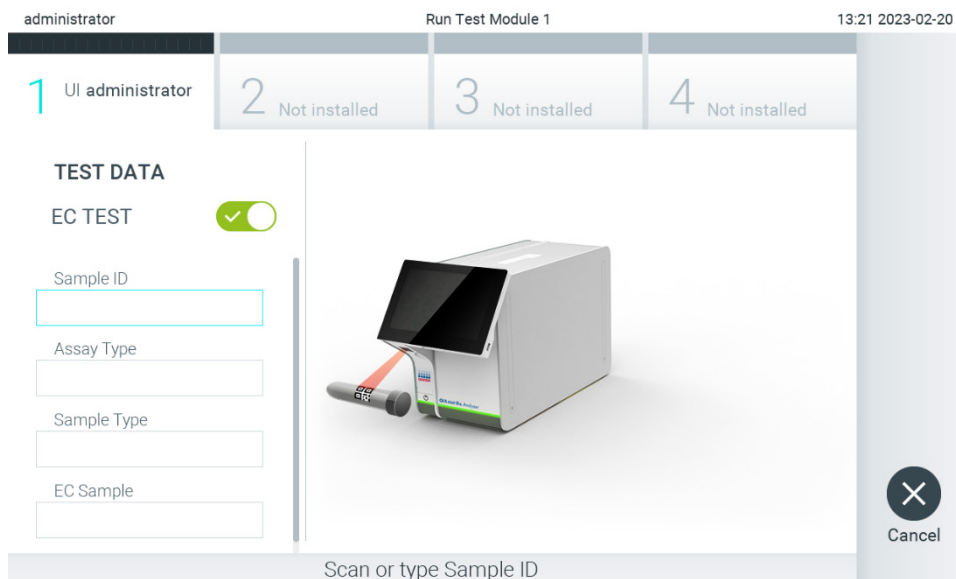 administrator
Run Test Module 1
13:21 2023-02-20
1 UI administrator
2 Not installed
3 Not installed
4 Not installed
TEST DATA
EC TEST
Sample ID
Assay Type
Sample Type
EC Sample
Cancel
Scan or type Sample ID